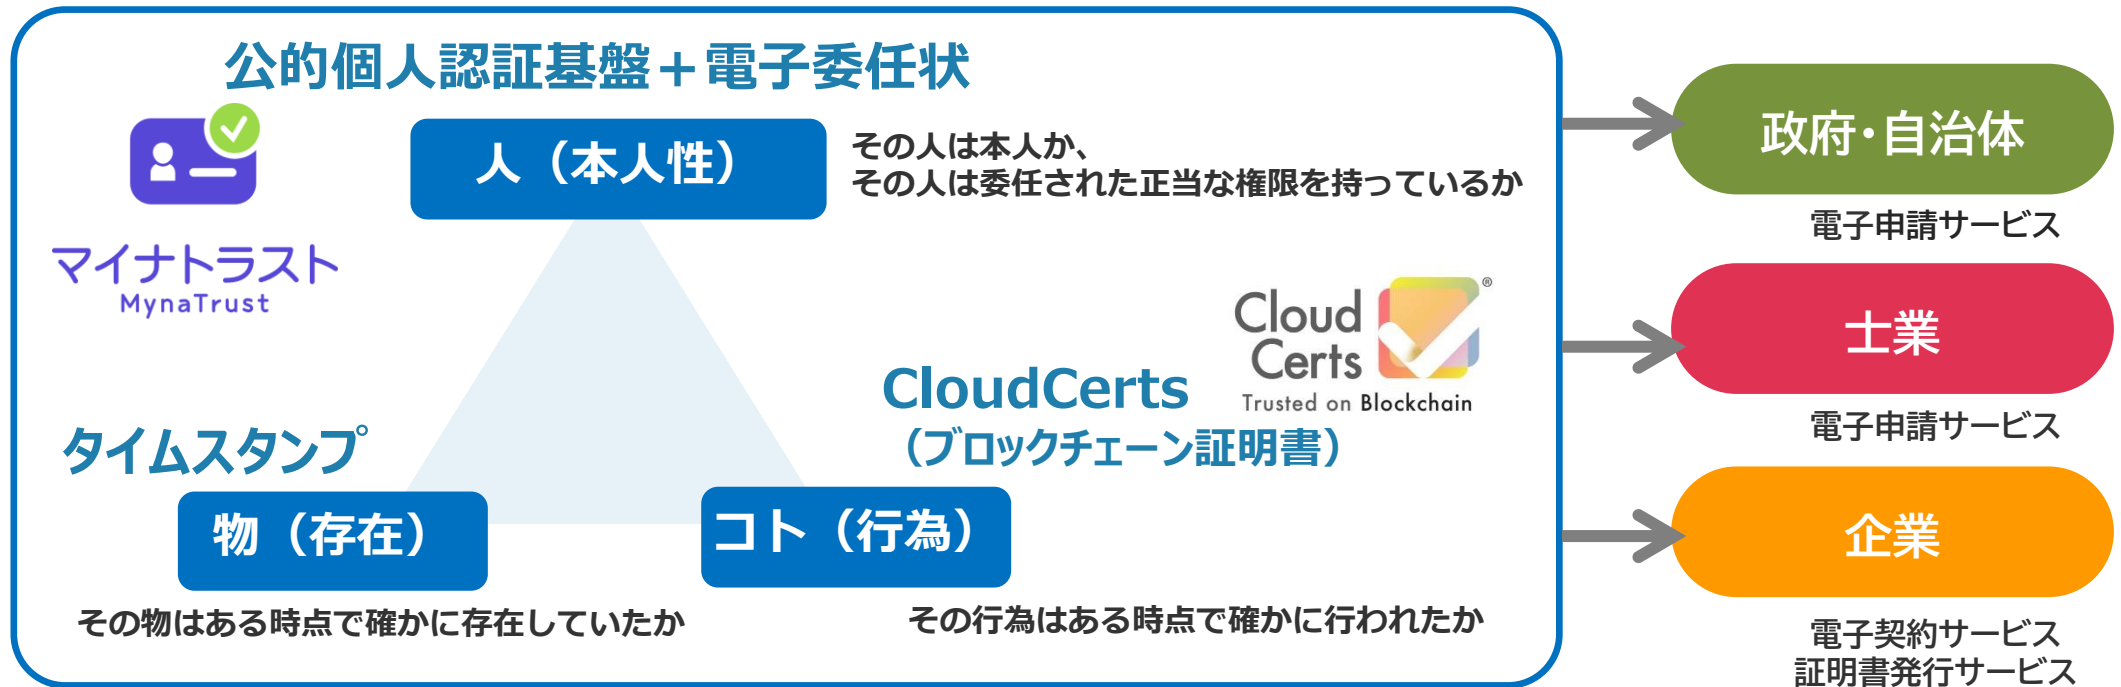 公的個人認証基盤＋電子委任状
人（本人性）
その人は本人か、
その人は委任された正当な権限を持っているか
マイナトラスト
MynaTrust
Cloud
Certs
®
Trusted on Blockchain
CloudCerts
（ブロックチェーン証明書）
タイムスタンプ
物（存在）
コト（行為）
その物はある時点で確かに存在していたか
その行為はある時点で確かに行われたか
政府・自治体
電子申請サービス
士業
電子申請サービス
企業
電子契約サービス
証明書発行サービス